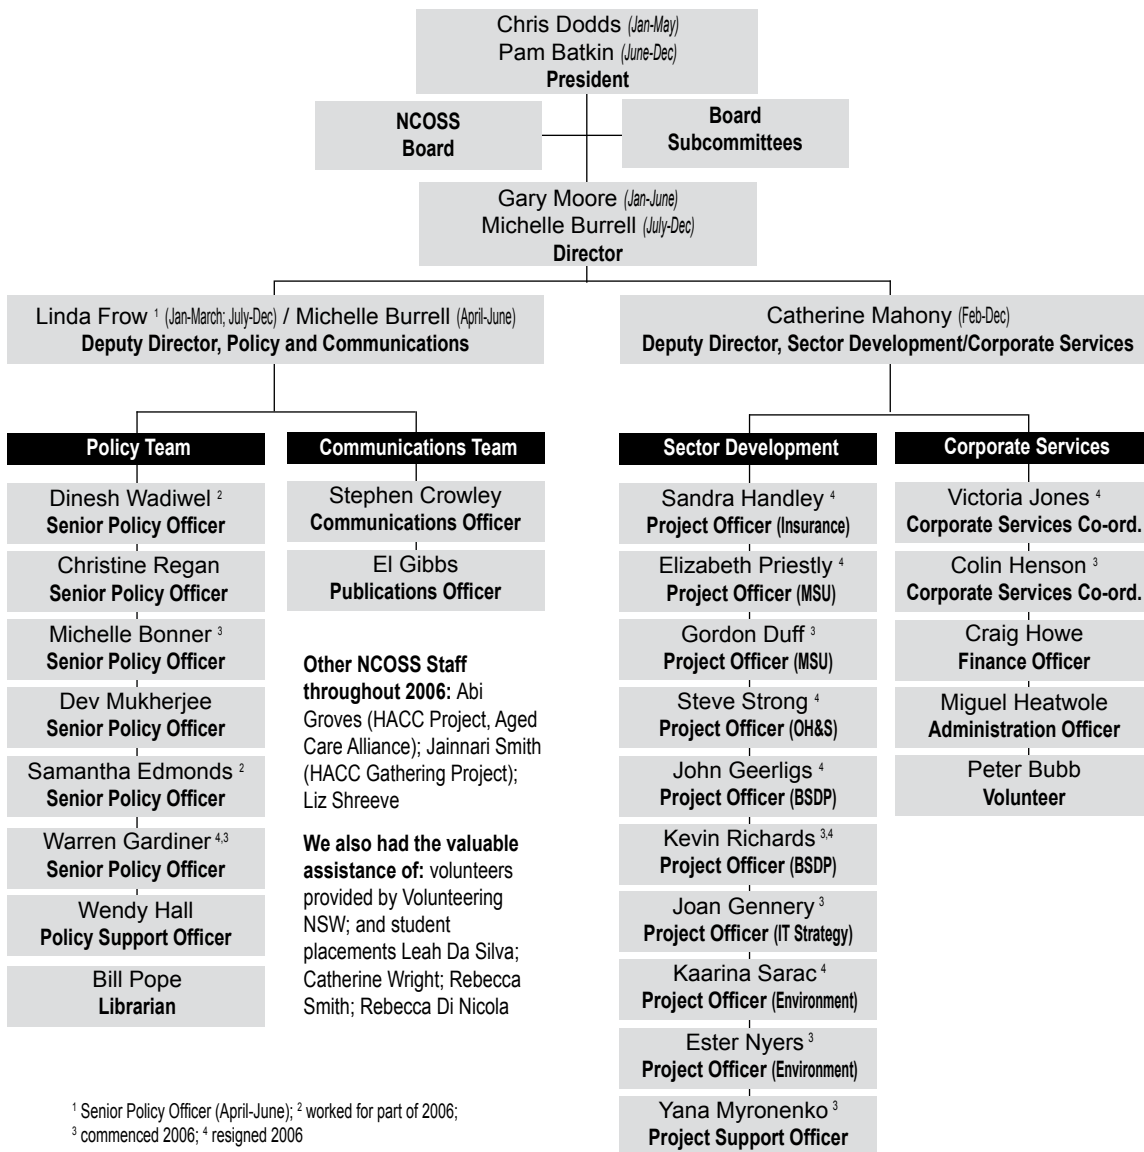 Chris Dodds (Jan-May)
Pam Batkin (June-Dec)
President
NCOSS
Board
Board
Subcommittees
Gary Moore (Jan-June)
Michelle Burrell (July-Dec)
Director
Linda Frow ¹ (Jan-March; July-Dec) / Michelle Burrell (April-June)
Deputy Director, Policy and Communications
Catherine Mahony (Feb-Dec)
Deputy Director, Sector Development/Corporate Services
Policy Team
Dinesh Wadiwel ²
Senior Policy Officer
Christine Regan
Senior Policy Officer
Michelle Bonner ³
Senior Policy Officer
Dev Mukherjee
Senior Policy Officer
Samantha Edmonds ²
Senior Policy Officer
Warren Gardiner ⁴,³
Senior Policy Officer
Wendy Hall
Policy Support Officer
Bill Pope
Librarian
Communications Team
Stephen Crowley
Communications Officer
El Gibbs
Publications Officer
Other NCOSS Staff
throughout 2006: Abi
Groves (HACC Project, Aged
Care Alliance); Jainnari Smith
(HACC Gathering Project);
Liz Shreeve
We also had the valuable
assistance of: volunteers
provided by Volunteering
NSW; and student
placements Leah Da Silva;
Catherine Wright; Rebecca
Smith; Rebecca Di Nicola
Sector Development
Sandra Handley ⁴
Project Officer (Insurance)
Elizabeth Priestly ⁴
Project Officer (MSU)
Gordon Duff ³
Project Officer (MSU)
Steve Strong ⁴
Project Officer (OH&S)
John Geerligs ⁴
Project Officer (BSDP)
Kevin Richards ³,⁴
Project Officer (BSDP)
Joan Gennery ³
Project Officer (IT Strategy)
Kaarina Sarac ⁴
Project Officer (Environment)
Ester Nyers ³
Project Officer (Environment)
Yana Myronenko ³
Project Support Officer
Corporate Services
Victoria Jones ⁴
Corporate Services Co-ord.
Colin Henson ³
Corporate Services Co-ord.
Craig Howe
Finance Officer
Miguel Heatwole
Administration Officer
Peter Bubb
Volunteer
¹ Senior Policy Officer (April-June); ² worked for part of 2006;
³ commenced 2006; ⁴ resigned 2006